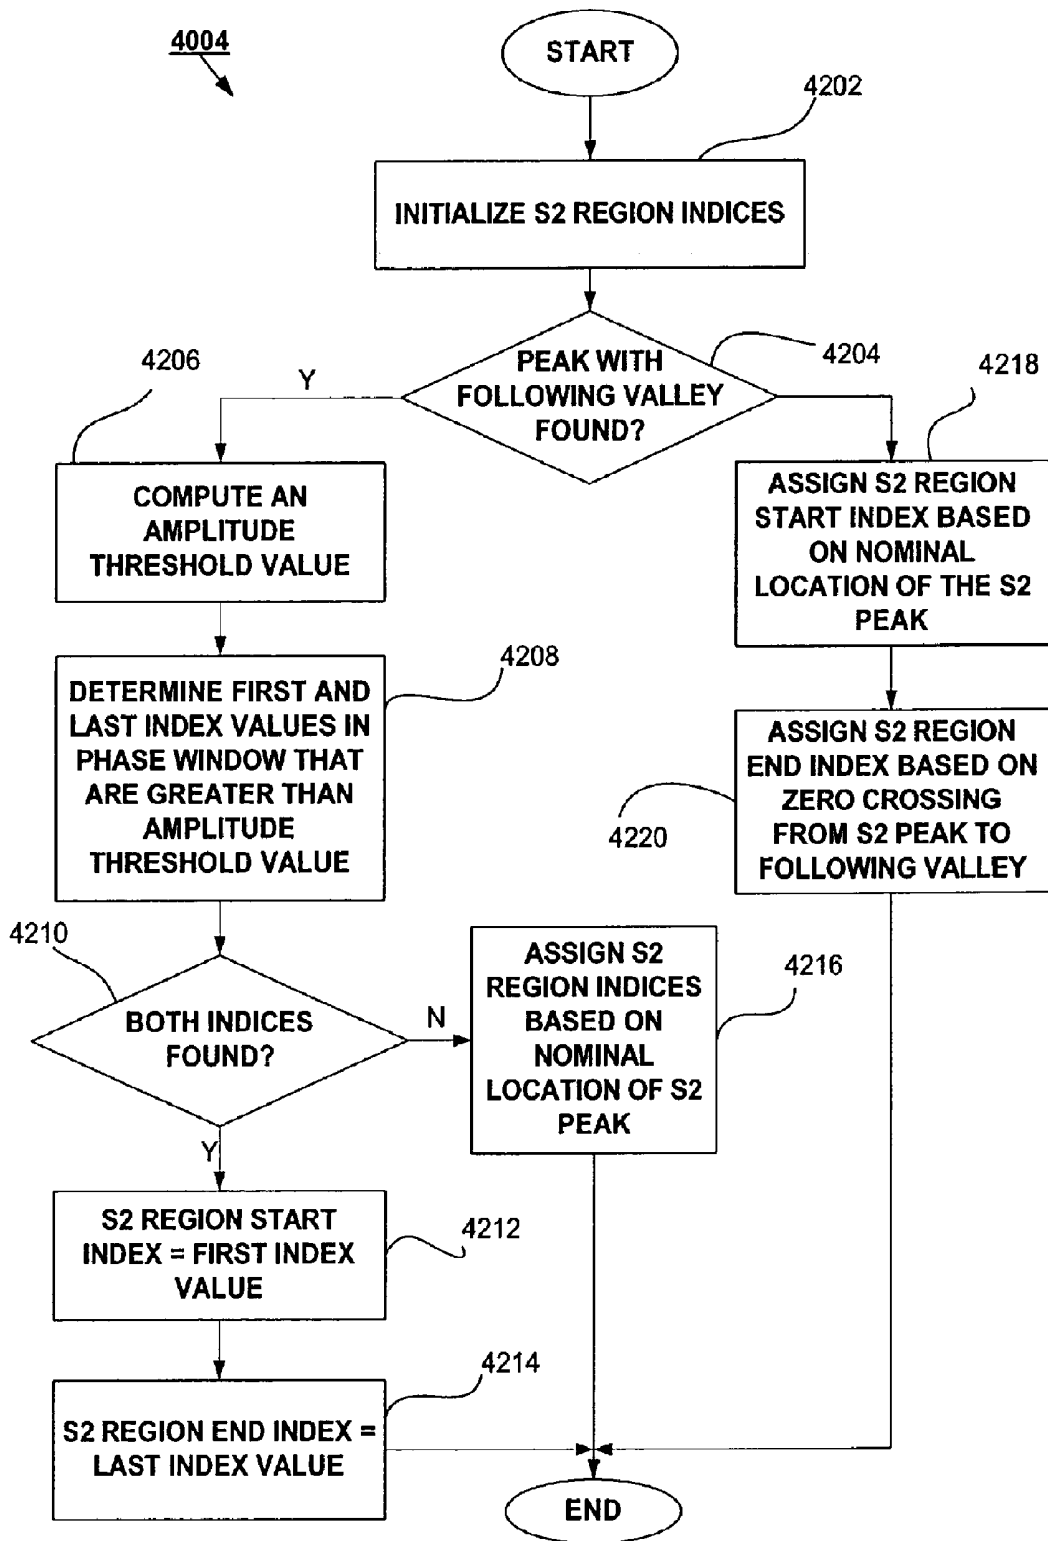 4004
START
4202
INITIALIZE S2 REGION INDICES
4204
PEAK WITH
FOLLOWING VALLEY
FOUND?
Y
4206
4218
COMPUTE AN
AMPLITUDE
THRESHOLD VALUE
ASSIGN S2 REGION
START INDEX BASED
ON NOMINAL
LOCATION OF THE S2
PEAK
4208
DETERMINE FIRST AND
LAST INDEX VALUES IN
PHASE WINDOW THAT
ARE GREATER THAN
AMPLITUDE
THRESHOLD VALUE
ASSIGN S2 REGION
END INDEX BASED ON
ZERO CROSSING
FROM S2 PEAK TO
FOLLOWING VALLEY
4220
4210
BOTH INDICES
FOUND?
N
ASSIGN S2
REGION INDICES
BASED ON
NOMINAL
LOCATION OF S2
PEAK
4216
Y
S2 REGION START
INDEX = FIRST INDEX
VALUE
4212
4214
S2 REGION END INDEX =
LAST INDEX VALUE
END